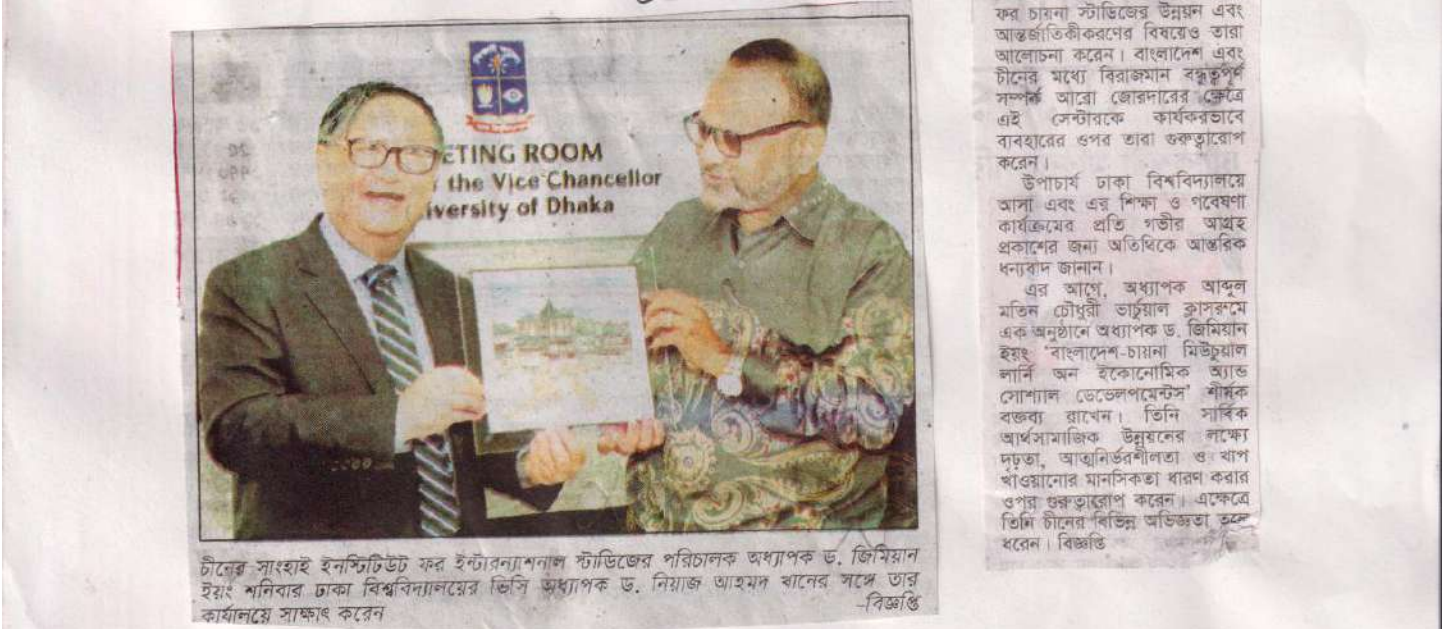 MEETING ROOM
the Vice Chancellor
iversity of Dhaka
চীনের সাংহাই ইনস্টিটিউট ফর ইন্টারন্যাশনাল স্টাডিজের পরিচালক অধ্যাপক ড. জিমিয়ান
ইয়াং শনিবার ঢাকা বিশ্ববিদ্যালয়ের ভিসি অধ্যাপক ড. নিয়াজ আহমদ খানের সঙ্গে তার
কার্যালয়ে সাক্ষাৎ করেন
-বিজ্ঞপ্তি
ফর চায়না স্টাডিজের উন্নয়ন এবং
আন্তর্জাতিকীকরণের বিষয়েও তারা
আলোচনা করেন। বাংলাদেশ এবং
চীনের মধ্যে বিরাজমান বন্ধুত্বপূর্ণ
সম্পর্ক আরো জোরদারের ক্ষেত্রে
এই সেন্টারকে কার্যকরভাবে
ব্যবহারের ওপর তারা গুরুত্বারোপ
করেন।
উপাচার্য ঢাকা বিশ্ববিদ্যালয়ে
আসা এবং এর শিক্ষা ও গবেষণা
কার্যক্রমের প্রতি গভীর আগ্রহ
প্রকাশের জন্য অতিথিকে আন্তরিক
ধন্যবাদ জানান।
এর আগে, অধ্যাপক আব্দুল
মতিন চৌধুরী ভার্চুয়াল ক্লাসরুমে
এক অনুষ্ঠানে অধ্যাপক ড. জিমিয়ান
ইয়াং 'বাংলাদেশ-চায়না মিউচুয়াল
লার্নি অন ইকোনোমিক অ্যান্ড
সোশ্যাল ডেভেলপমেন্টস' শীর্ষক
বক্তব্য রাখেন। তিনি সার্বিক
আর্থসামাজিক উন্নয়নের লক্ষ্যে
দৃঢ়তা, আত্মনির্ভরশীলতা ও খাপ
খাওয়ানোর মানসিকতা ধারণ করার
ওপর গুরুত্বারোপ করেন। এক্ষেত্রে
তিনি চীনের বিভিন্ন অভিজ্ঞতা তুলে
ধরেন। বিজ্ঞপ্তি